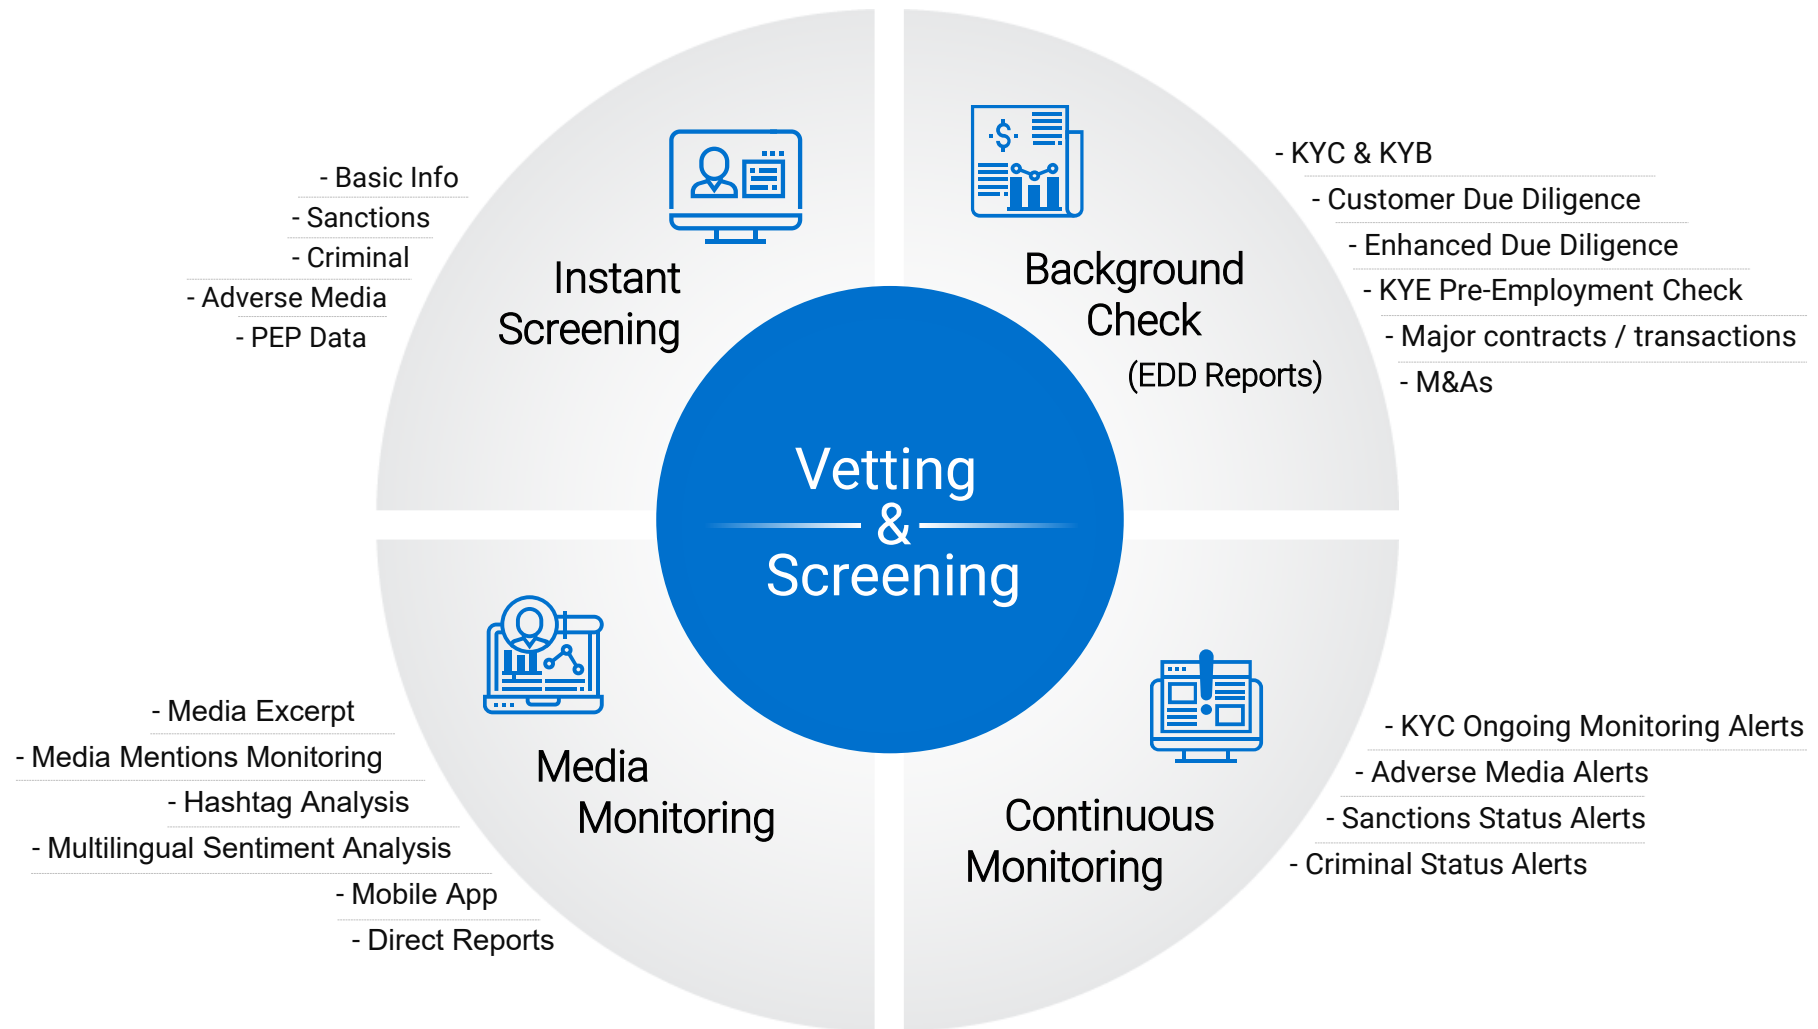 - Basic Info
- Sanctions
- Criminal
- Adverse Media
- PEP Data
Instant
Screening
Background
Check
(EDD Reports)
- KYC & KYB
- Customer Due Diligence
- Enhanced Due Diligence
- KYE Pre-Employment Check
- Major contracts / transactions
- M&As
Vetting
&
Screening
- Media Excerpt
- Media Mentions Monitoring
- Hashtag Analysis
- Multilingual Sentiment Analysis
- Mobile App
- Direct Reports
Media
Monitoring
Continuous
Monitoring
- KYC Ongoing Monitoring Alerts
- Adverse Media Alerts
- Sanctions Status Alerts
- Criminal Status Alerts